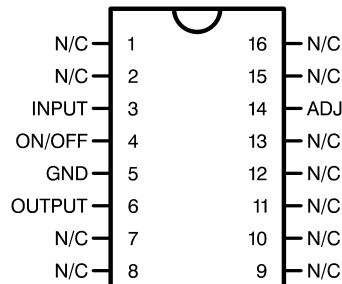 N/C 1 16 N/C
N/C 2 15 N/C
INPUT 3 14 ADJ
ON/OFF 4 13 N/C
GND 5 12 N/C
OUTPUT 6 11 N/C
N/C 7 10 N/C
N/C 8 9 N/C